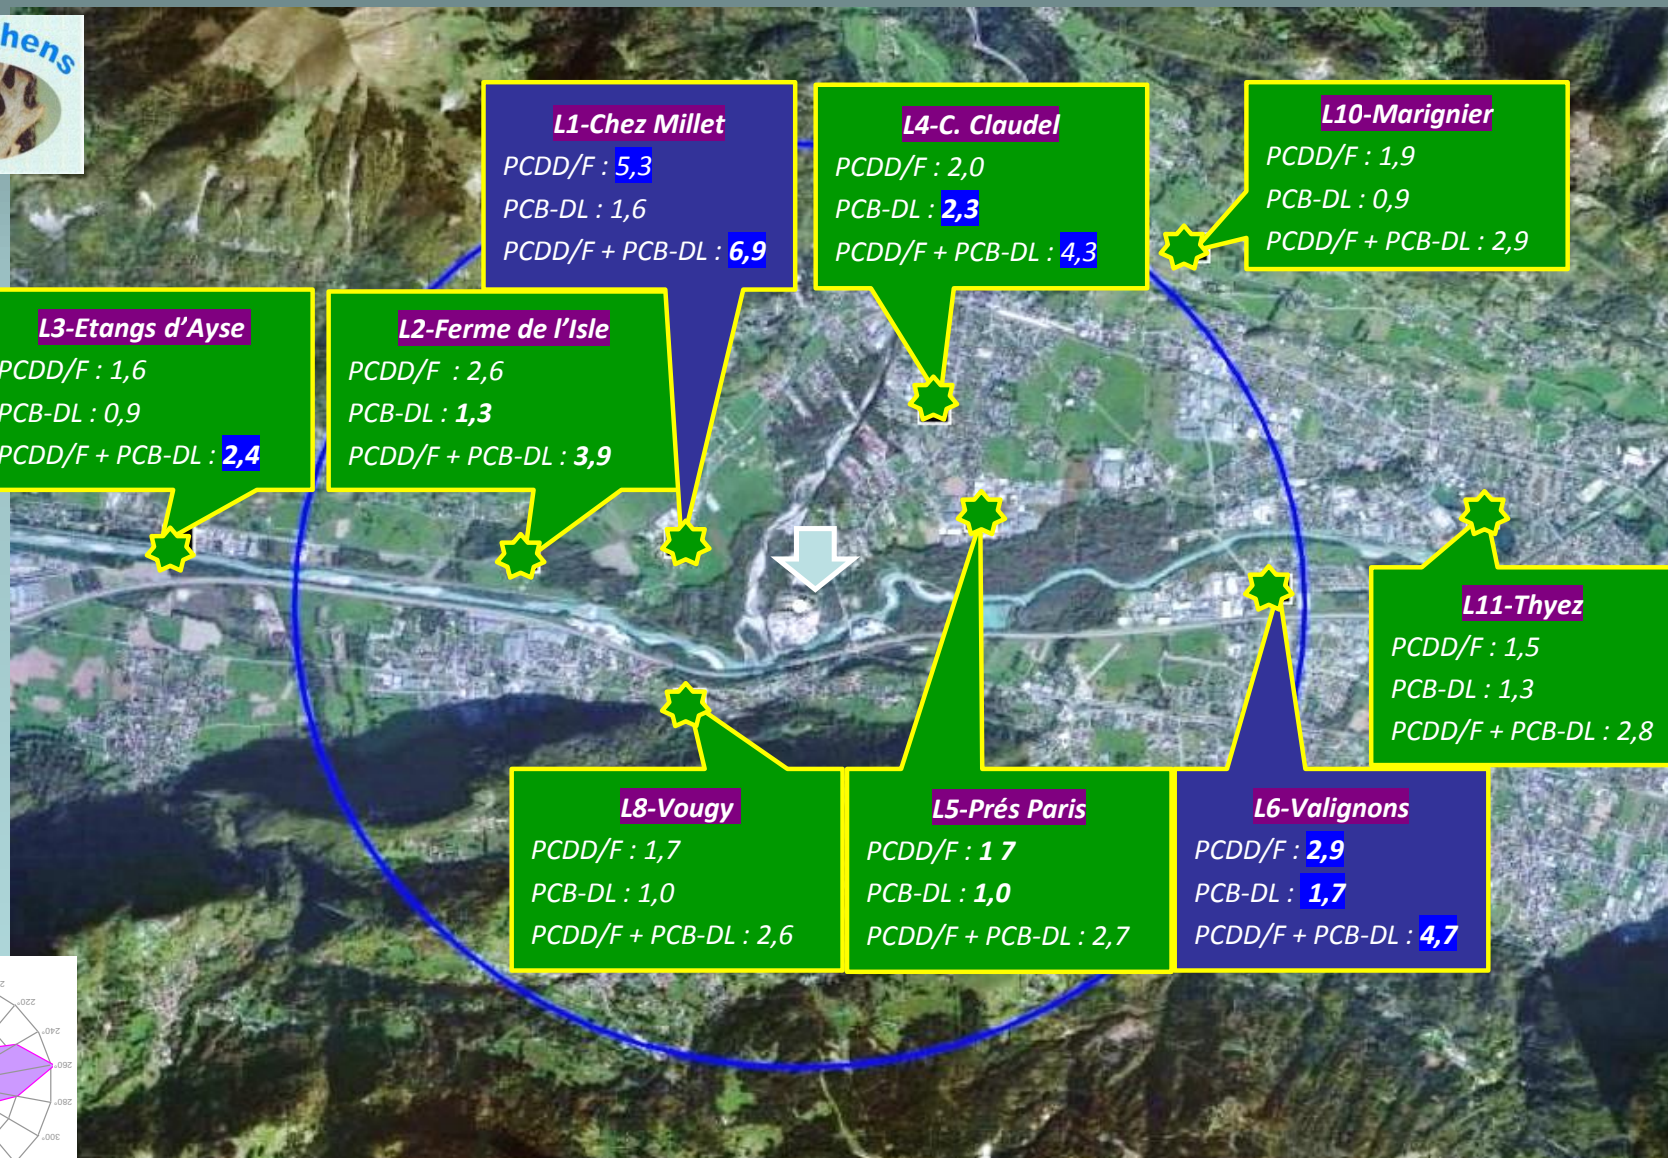 hens
L1-Chez Millet
PCDD/F : 5,3
PCB-DL : 1,6
PCDD/F + PCB-DL : 6,9
L4-C. Claudel
PCDD/F : 2,0
PCB-DL : 2,3
PCDD/F + PCB-DL : 4,3
L10-Marignier
PCDD/F : 1,9
PCB-DL : 0,9
PCDD/F + PCB-DL : 2,9
L3-Etangs d’Ayse
PCDD/F : 1,6
PCB-DL : 0,9
PCDD/F + PCB-DL : 2,4
L2-Ferme de l’Isle
PCDD/F : 2,6
PCB-DL : 1,3
PCDD/F + PCB-DL : 3,9
L11-Thyez
PCDD/F : 1,5
PCB-DL : 1,3
PCDD/F + PCB-DL : 2,8
L8-Vougy
PCDD/F : 1,7
PCB-DL : 1,0
PCDD/F + PCB-DL : 2,6
L5-Prés Paris
PCDD/F : 1 7
PCB-DL : 1,0
PCDD/F + PCB-DL : 2,7
L6-Valignons
PCDD/F : 2,9
PCB-DL : 1,7
PCDD/F + PCB-DL : 4,7
220°
240°
260°
280°
300°